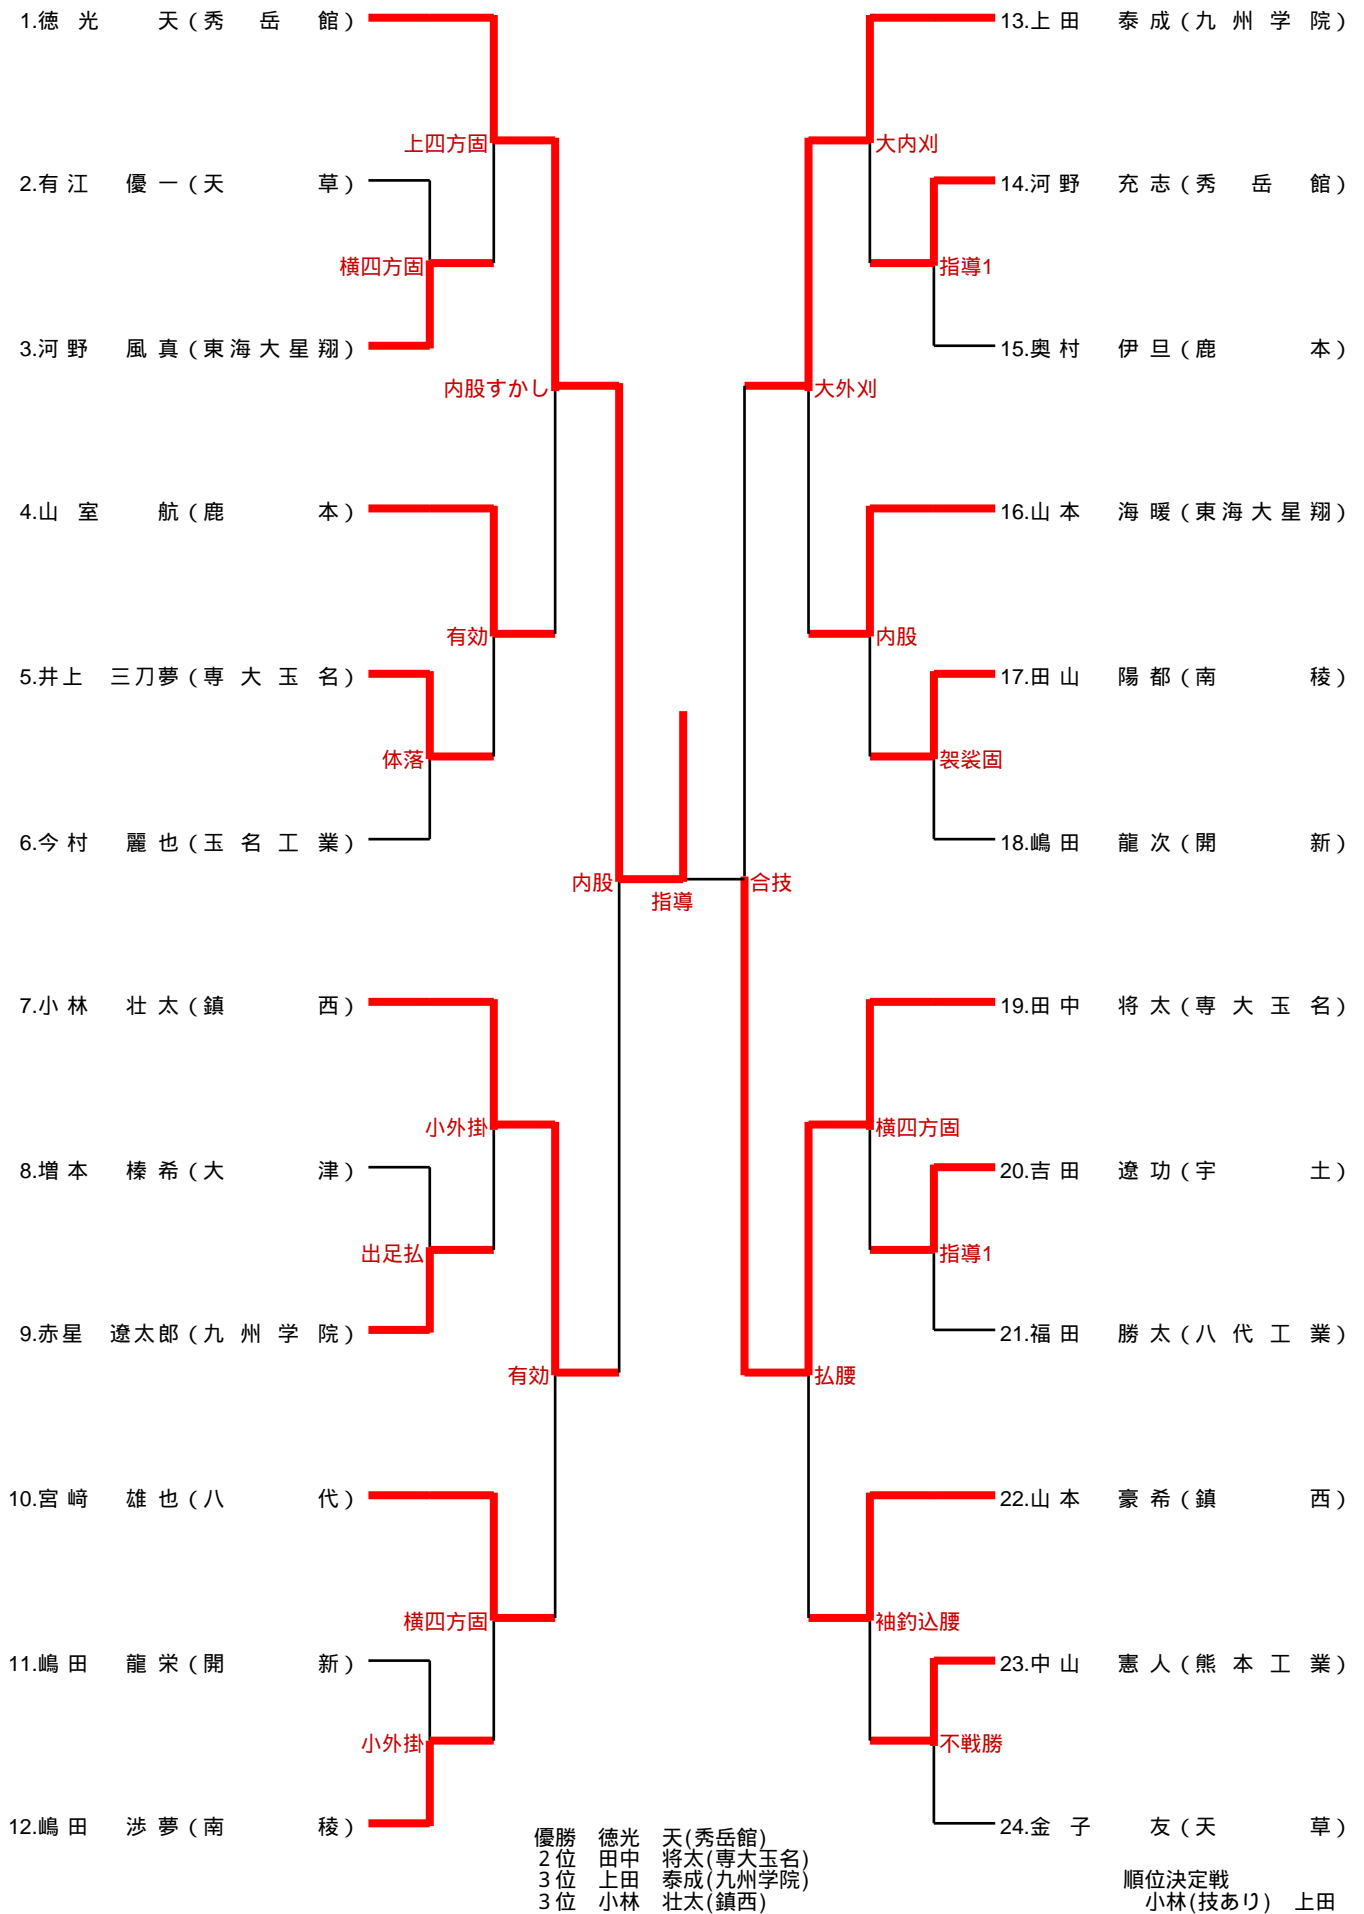 1.徳光 天(秀岳館)
上四方固
2.有江 優一(天草)
横四方固
3.河野 風真(東海大星翔)
内股すかし
4.山室 航(鹿本)
有効
5.井上 三刀夢(専大玉名)
体落
6.今村 麗也(玉名工業)
内股
指導
合技
7.小林 壮太(鎮西)
小外掛
8.増本 榛希(大津)
出足払
9.赤星 遼太郎(九州学院)
有効
10.宮﨑 雄也(八代)
横四方固
11.嶋田 龍栄(開新)
小外掛
12.嶋田 渉夢(南稜)
13.上田 泰成(九州学院)
大内刈
14.河野 充志(秀岳館)
指導1
15.奥村 伊旦(鹿本)
大外刈
16.山本 海暖(東海大星翔)
内股
17.田山 陽都(南稜)
袈裟固
18.嶋田 龍次(開新)
19.田中 将太(専大玉名)
横四方固
20.吉田 遼功(宇土)
指導1
21.福田 勝太(八代工業)
払腰
22.山本 豪希(鎮西)
袖釣込腰
23.中山 憲人(熊本工業)
不戦勝
24.金子 友(天草)
優勝 徳光 天(秀岳館)
2位 田中 将太(専大玉名)
3位 上田 泰成(九州学院)
3位 小林 壮太(鎮西)
順位決定戦
小林(技あり) 上田